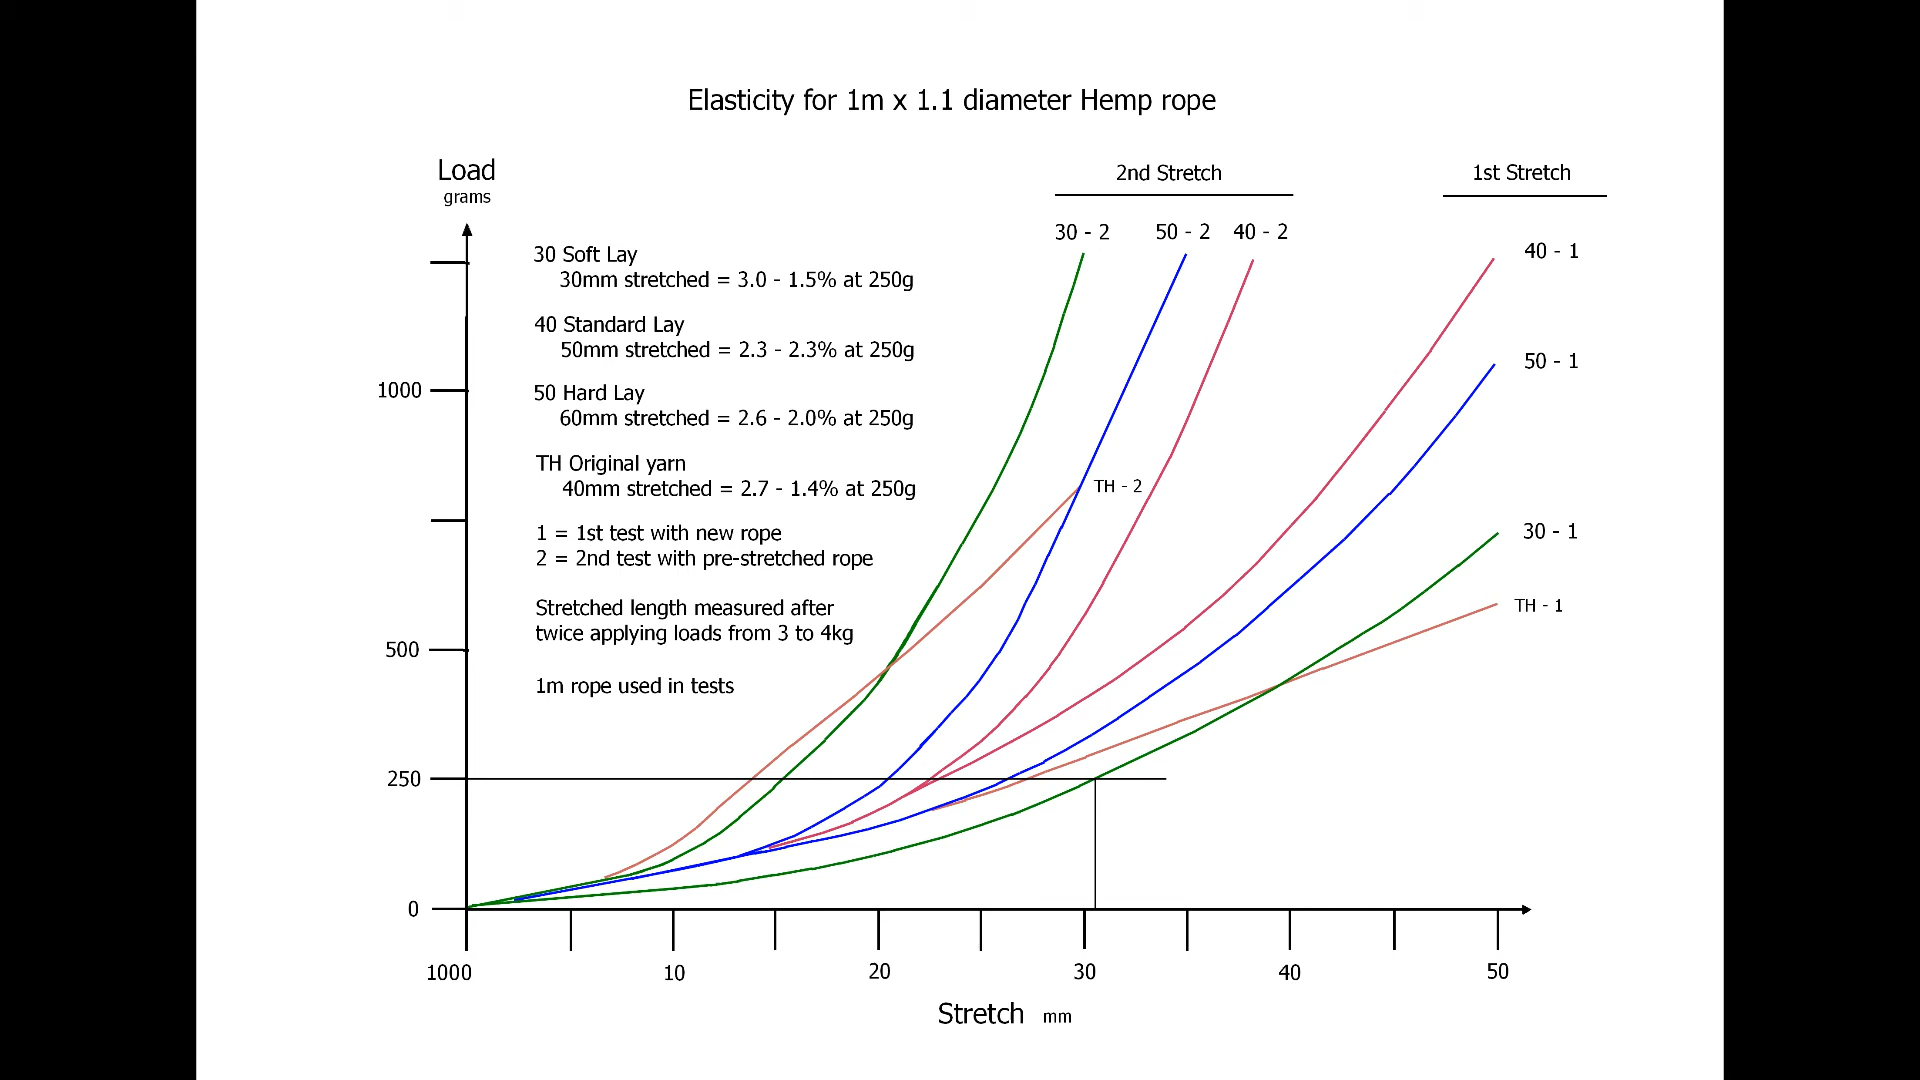 Elasticity for 1m x 1.1 diameter Hemp rope
Load
grams
2nd Stretch
1st Stretch
30 - 2
50 - 2
40 - 2
40 - 1
50 - 1
30 - 1
TH - 1
TH - 2
30 Soft Lay
30mm stretched = 3.0 - 1.5% at 250g
40 Standard Lay
50mm stretched = 2.3 - 2.3% at 250g
50 Hard Lay
60mm stretched = 2.6 - 2.0% at 250g
TH Original yarn
40mm stretched = 2.7 - 1.4% at 250g
1 = 1st test with new rope
2 = 2nd test with pre-stretched rope
Stretched length measured after
twice applying loads from 3 to 4kg
1m rope used in tests
1000
500
250
0
1000
10
20
30
40
50
Stretch mm